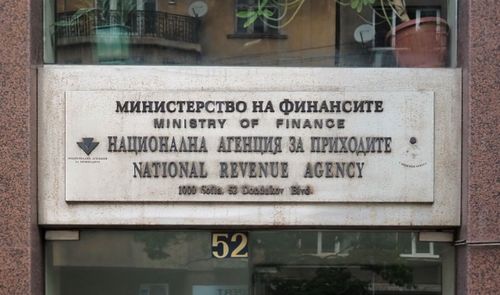 МИНИСТЕРСТВО НА ФИНАНСИТЕ
MINISTRY OF FINANCE
НАЦИОНАЛНА АГЕНЦИЯ ЗА ПРИХОДИТЕ
NATIONAL REVENUE AGENCY
1000 Sofia, 52 Dondukov Blvd
52